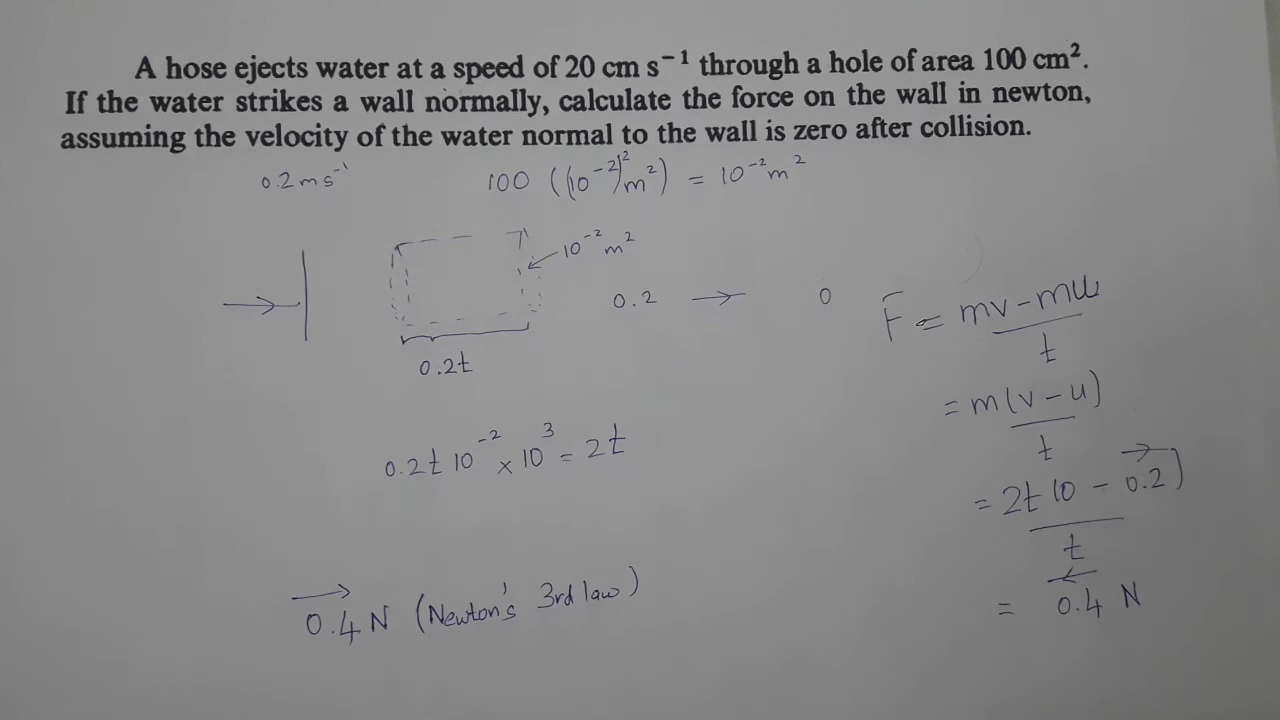 A hose ejects water at a speed of 20 cm s⁻¹ through a hole of area 100 cm².
If the water strikes a wall normally, calculate the force on the wall in newton,
assuming the velocity of the water normal to the wall is zero after collision.
0.2 m s⁻¹
100 ((10⁻²)² m²) = 10⁻² m²
10⁻² m²
0.2 → 0
0.2t
0.2t 10⁻² × 10³ = 2t
F = (mv - mu)/t
= m(v - u)/t
= 2t(0 - 0.2)/t
= 0.4 N
0.4 N (Newton's 3rd law)